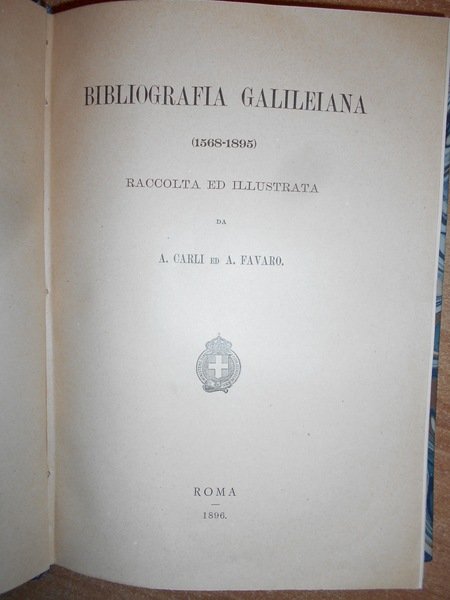 BIBLIOGRAFIA GALILEIANA
(1568-1895)
RACCOLTA ED ILLUSTRATA
DA
A. CARLI ED A. FAVARO.
ROMA
—
1896.